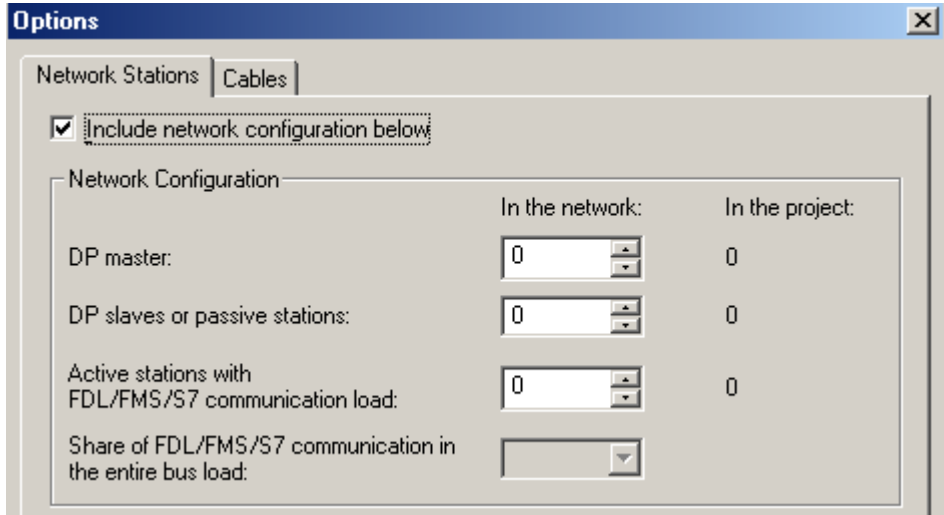 Options
Network Stations
Cables
Include network configuration below
Network Configuration
In the network:
In the project:
DP master:
0
0
DP slaves or passive stations:
0
0
Active stations with
FDL/FMS/S7 communication load:
0
0
Share of FDL/FMS/S7 communication in
the entire bus load: